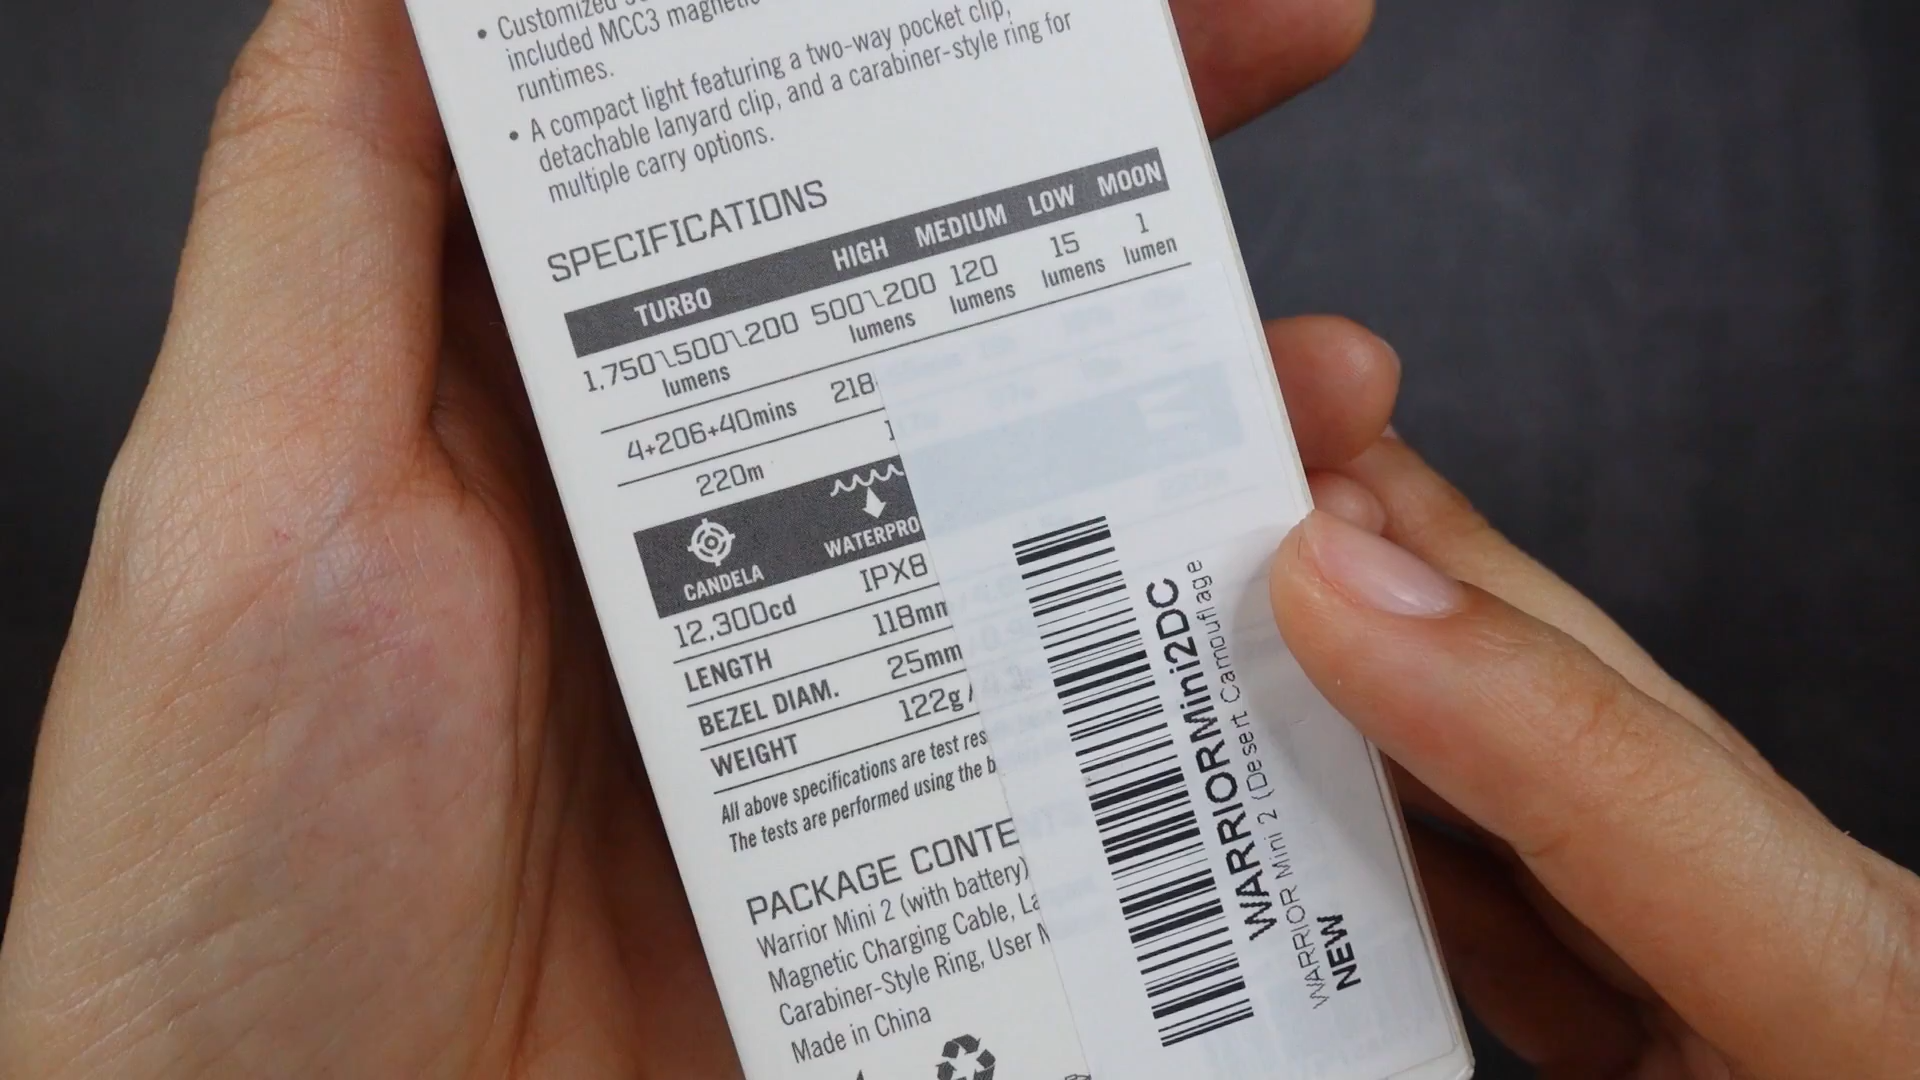 • Customized
included MCC3 magnetic
runtimes.
• A compact light featuring a two-way pocket clip,
detachable lanyard clip, and a carabiner-style ring for
multiple carry options.
SPECIFICATIONS
TURBO HIGH MEDIUM LOW MOON
1,750~500~200 lumens 500~200 lumens 120 lumens 15 lumens 1 lumen
4+206+40mins 218
220m 1
CANDELA WATERPRO
12,300cd IPX8
LENGTH 118mm
BEZEL DIAM. 25mm
WEIGHT 122g /
All above specifications are test res
The tests are performed using the b
PACKAGE CONTE
Warrior Mini 2 (with battery)
Magnetic Charging Cable, La
Carabiner-Style Ring, User M
Made in China
WARRIORMini2DC
WARRIOR Mini 2 (Desert Camouflage
NEW